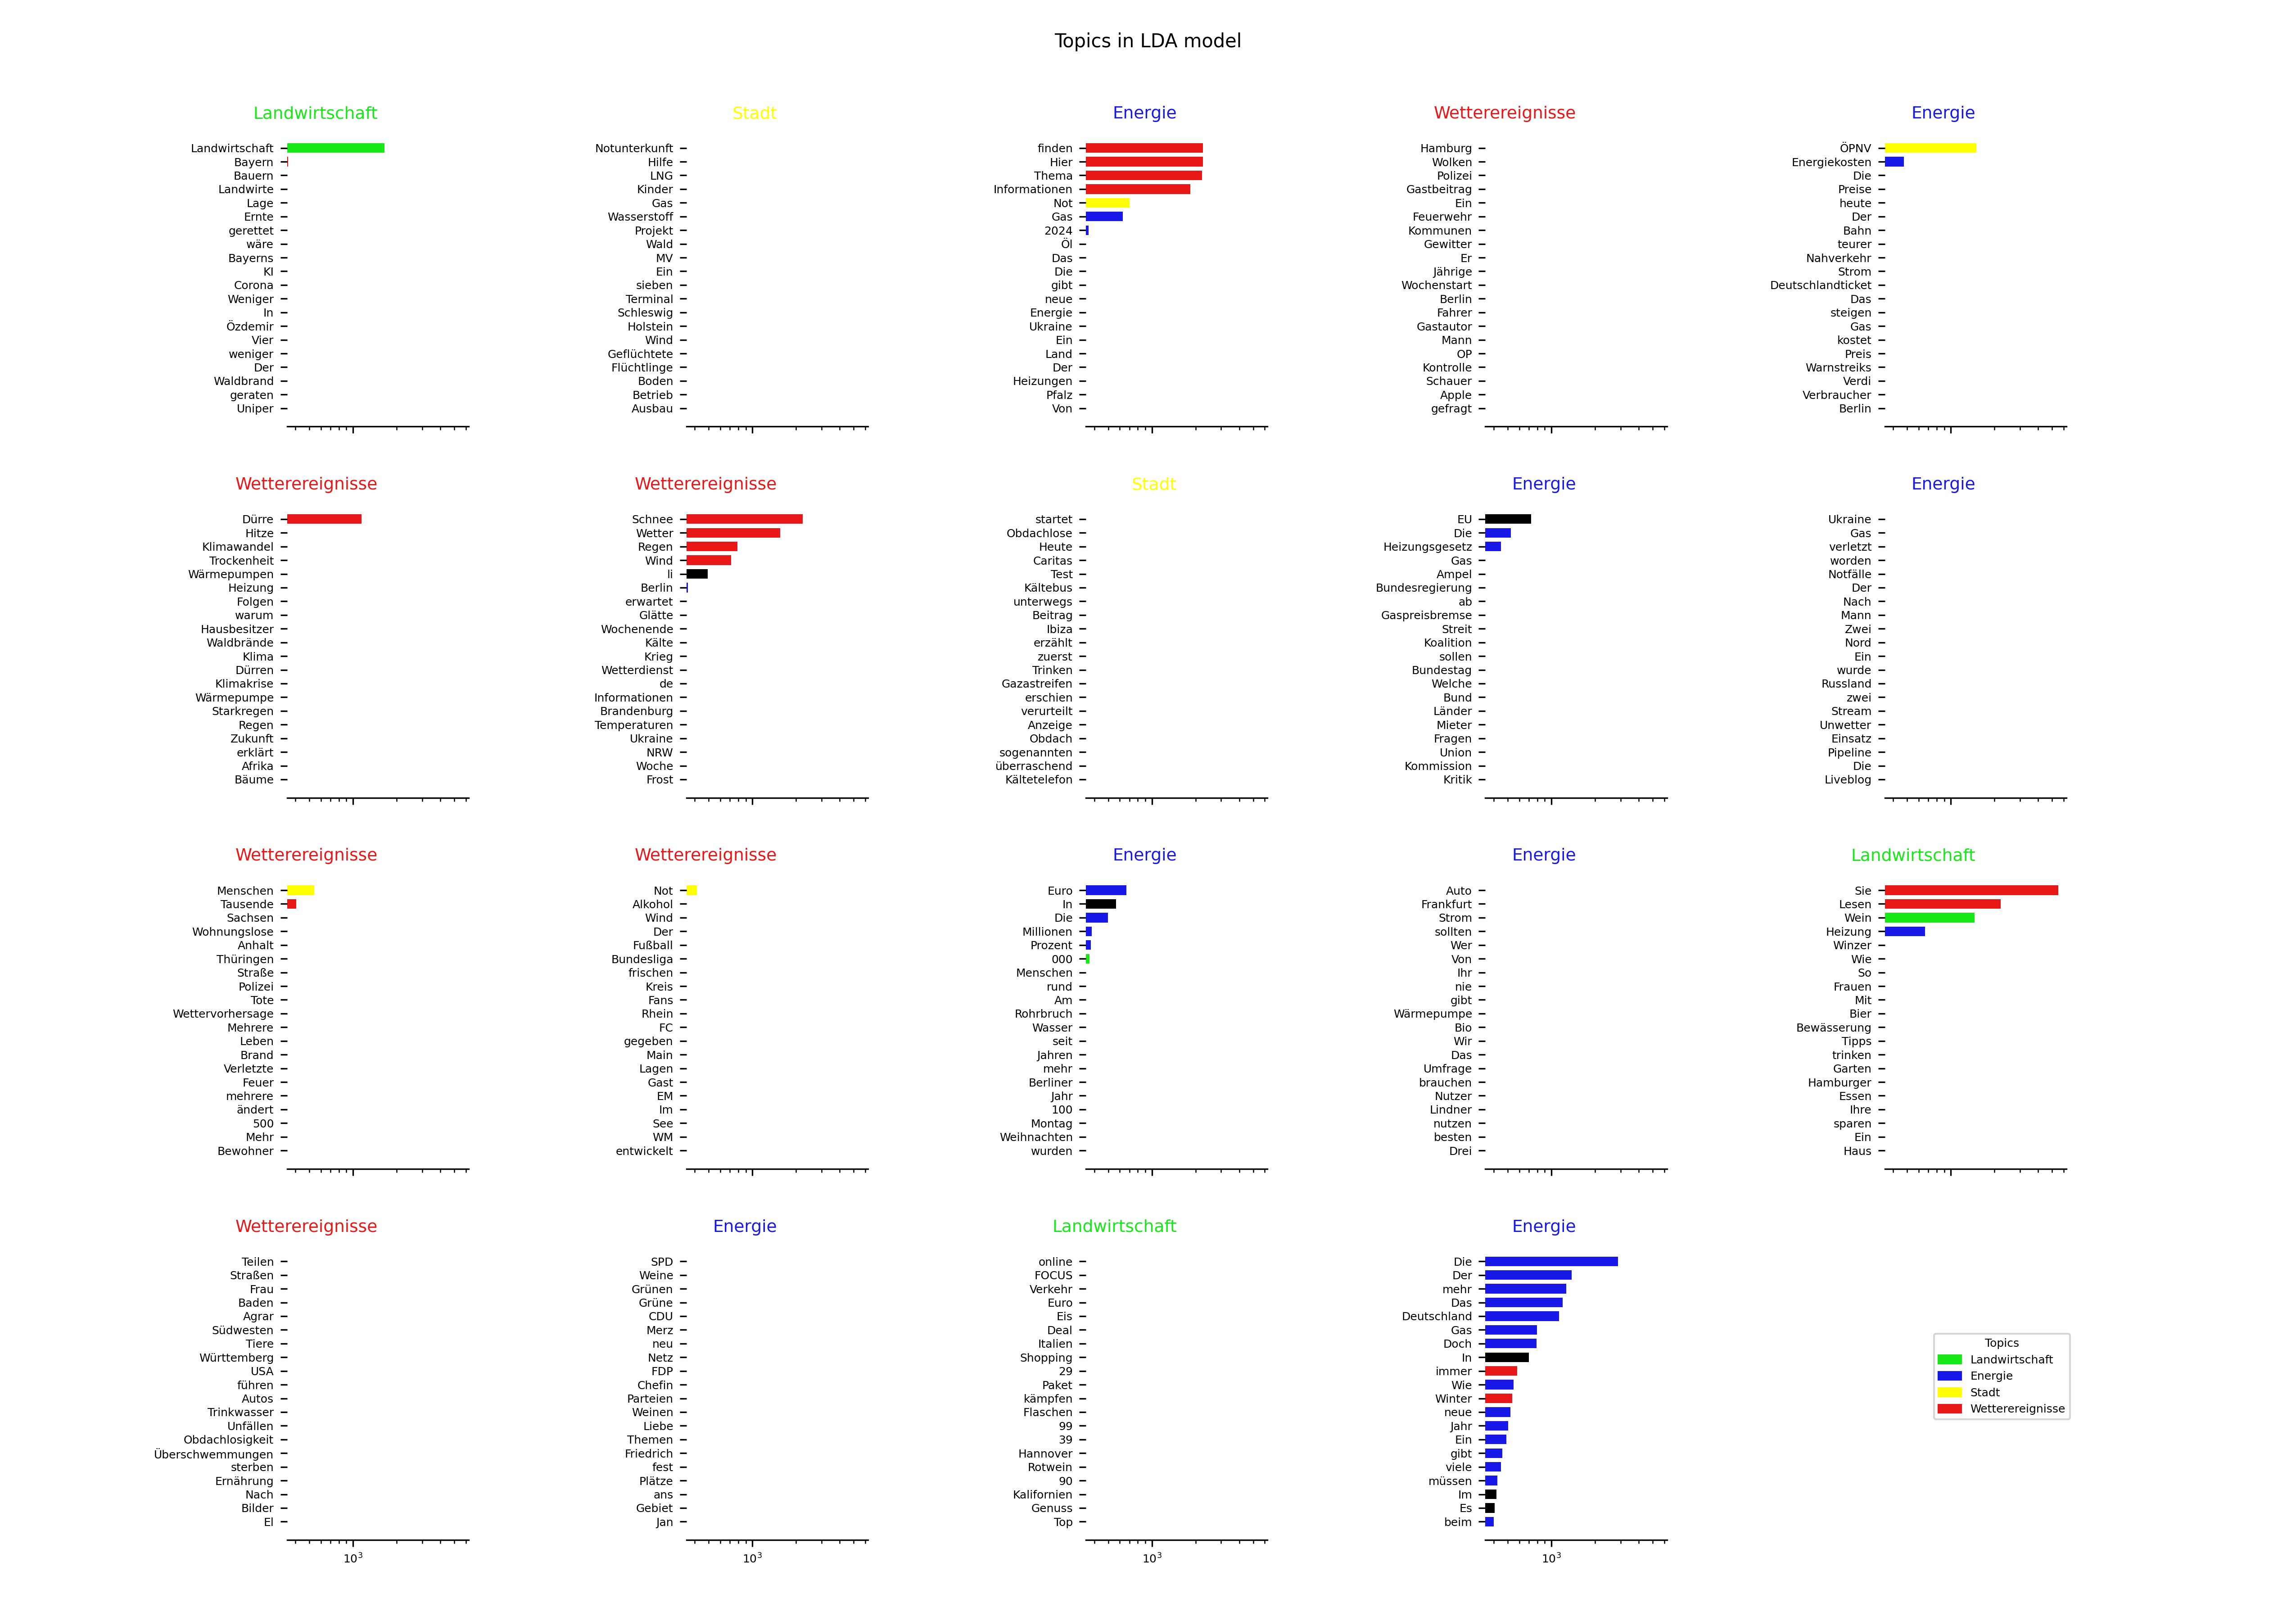 Topics in LDA model
Landwirtschaft
Landwirtschaft
Bayern
Bauern
Landwirte
Lage
Ernte
gerettet
wäre
Bayerns
KI
Corona
Weniger
In
Özdemir
Vier
weniger
Der
Waldbrand
geraten
Uniper
Stadt
Notunterkunft
Hilfe
LNG
Kinder
Gas
Wasserstoff
Projekt
Wald
MV
Ein
sieben
Terminal
Schleswig
Holstein
Wind
Geflüchtete
Flüchtlinge
Boden
Betrieb
Ausbau
Energie
finden
Hier
Thema
Informationen
Not
Gas
2024
Öl
Das
Die
gibt
neue
Energie
Ukraine
Ein
Land
Der
Heizungen
Pfalz
Von
Wetterereignisse
Hamburg
Wolken
Polizei
Gastbeitrag
Ein
Feuerwehr
Kommunen
Gewitter
Er
Jährige
Wochenstart
Berlin
Fahrer
Gastautor
Mann
OP
Kontrolle
Schauer
Apple
gefragt
Energie
ÖPNV
Energiekosten
Die
Preise
heute
Der
Bahn
teurer
Nahverkehr
Strom
Deutschlandticket
Das
steigen
Gas
kostet
Preis
Warnstreiks
Verdi
Verbraucher
Berlin
Wetterereignisse
Dürre
Hitze
Klimawandel
Trockenheit
Wärmepumpen
Heizung
Folgen
warum
Hausbesitzer
Waldbrände
Klima
Dürren
Klimakrise
Wärmepumpe
Starkregen
Regen
Zukunft
erklärt
Afrika
Bäume
Wetterereignisse
Schnee
Wetter
Regen
Wind
li
Berlin
erwartet
Glätte
Wochenende
Kälte
Krieg
Wetterdienst
de
Informationen
Brandenburg
Temperaturen
Ukraine
NRW
Woche
Frost
Stadt
startet
Obdachlose
Heute
Caritas
Test
Kältebus
unterwegs
Beitrag
Ibiza
erzählt
zuerst
Trinken
Gazastreifen
erschien
verurteilt
Anzeige
Obdach
sogenannten
überraschend
Kältetelefon
Energie
EU
Die
Heizungsgesetz
Gas
Ampel
Bundesregierung
ab
Gaspreisbremse
Streit
Koalition
sollen
Bundestag
Welche
Bund
Länder
Mieter
Fragen
Union
Kommission
Kritik
Energie
Ukraine
Gas
verletzt
worden
Notfälle
Der
Nach
Mann
Zwei
Nord
Ein
wurde
Russland
zwei
Stream
Unwetter
Einsatz
Pipeline
Die
Liveblog
Wetterereignisse
Menschen
Tausende
Sachsen
Wohnungslose
Anhalt
Thüringen
Straße
Polizei
Tote
Wettervorhersage
Mehrere
Leben
Brand
Verletzte
Feuer
mehrere
ändert
500
Mehr
Bewohner
Wetterereignisse
Not
Alkohol
Wind
Der
Fußball
Bundesliga
frischen
Kreis
Fans
Rhein
FC
gegeben
Main
Lagen
Gast
EM
Im
See
WM
entwickelt
Energie
Euro
In
Die
Millionen
Prozent
000
Menschen
rund
Am
Rohrbruch
Wasser
seit
Jahren
mehr
Berliner
Jahr
100
Montag
Weihnachten
wurden
Energie
Auto
Frankfurt
Strom
sollten
Wer
Von
Ihr
nie
gibt
Wärmepumpe
Bio
Wir
Das
Umfrage
brauchen
Nutzer
Lindner
nutzen
besten
Drei
Landwirtschaft
Sie
Lesen
Wein
Heizung
Winzer
Wie
So
Frauen
Mit
Bier
Bewässerung
Tipps
trinken
Garten
Hamburger
Essen
Ihre
sparen
Ein
Haus
Wetterereignisse
Teilen
Straßen
Frau
Baden
Agrar
Südwesten
Tiere
Württemberg
USA
führen
Autos
Trinkwasser
Unfällen
Obdachlosigkeit
Überschwemmungen
sterben
Ernährung
Nach
Bilder
El
10³
Energie
SPD
Weine
Grünen
Grüne
CDU
Merz
neu
Netz
FDP
Chefin
Parteien
Weinen
Liebe
Themen
Friedrich
fest
Plätze
ans
Gebiet
Jan
10³
Landwirtschaft
online
FOCUS
Verkehr
Euro
Eis
Deal
Italien
Shopping
29
Paket
kämpfen
Flaschen
99
39
Hannover
Rotwein
90
Kalifornien
Genuss
Top
10³
Energie
Die
Der
mehr
Das
Deutschland
Gas
Doch
In
immer
Wie
Winter
neue
Jahr
Ein
gibt
viele
müssen
Im
Es
beim
10³
Topics
Landwirtschaft
Energie
Stadt
Wetterereignisse